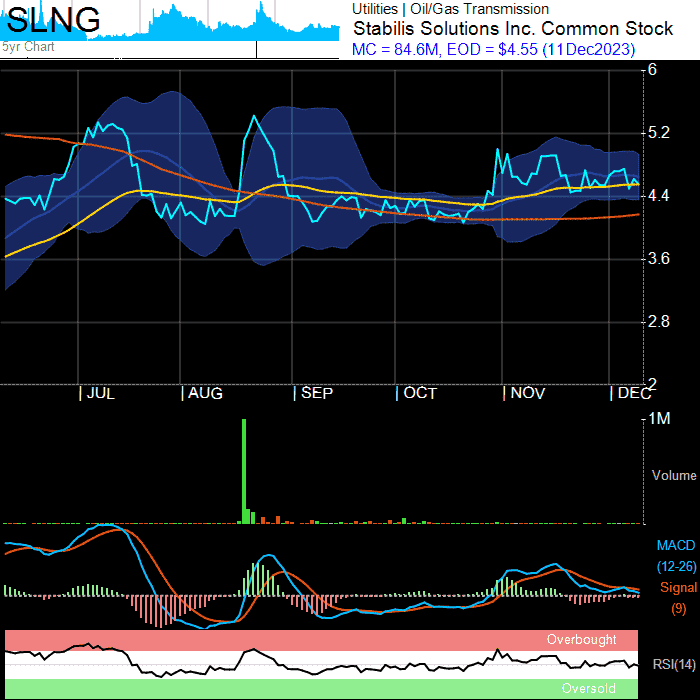 SLNG
5yr Chart
Utilities | Oil/Gas Transmission
Stabilis Solutions Inc. Common Stock
MC = 84.6M, EOD = $4.55 (11Dec2023)
6
5.2
4.4
3.6
2.8
2
| JUL | AUG | SEP | OCT | NOV | DEC
1M
Volume
MACD
(12-26)
Signal
(9)
Overbought
RSI(14)
Oversold